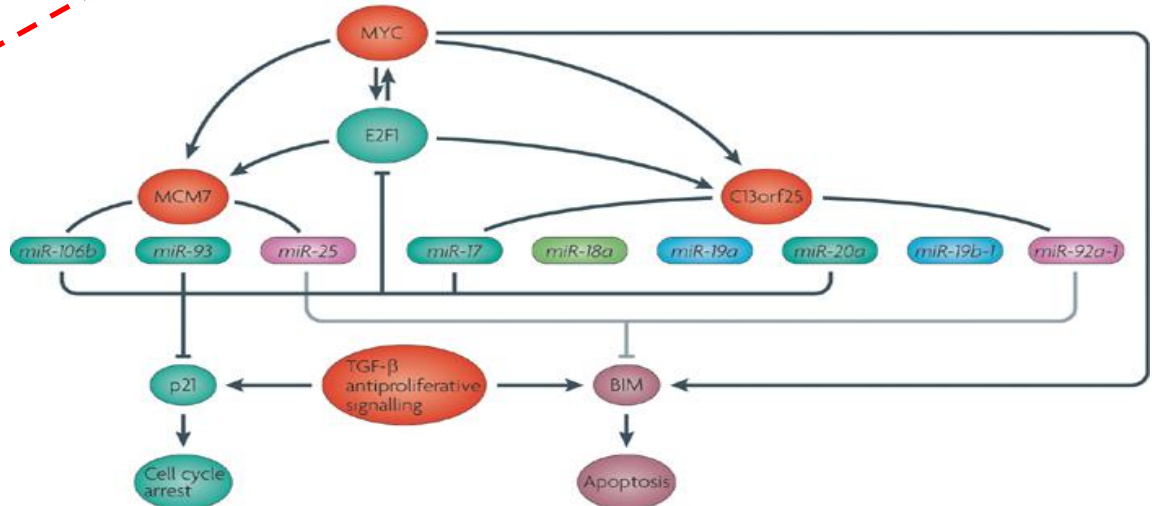 MYC
E2F1
MCM7
C13orf25
miR-106b
miR-93
miR-25
miR-17
miR-18a
miR-19a
miR-20a
miR-19b-1
miR-92a-1
p21
TGF-β
antiproliferative
signalling
BIM
Cell cycle
arrest
Apoptosis